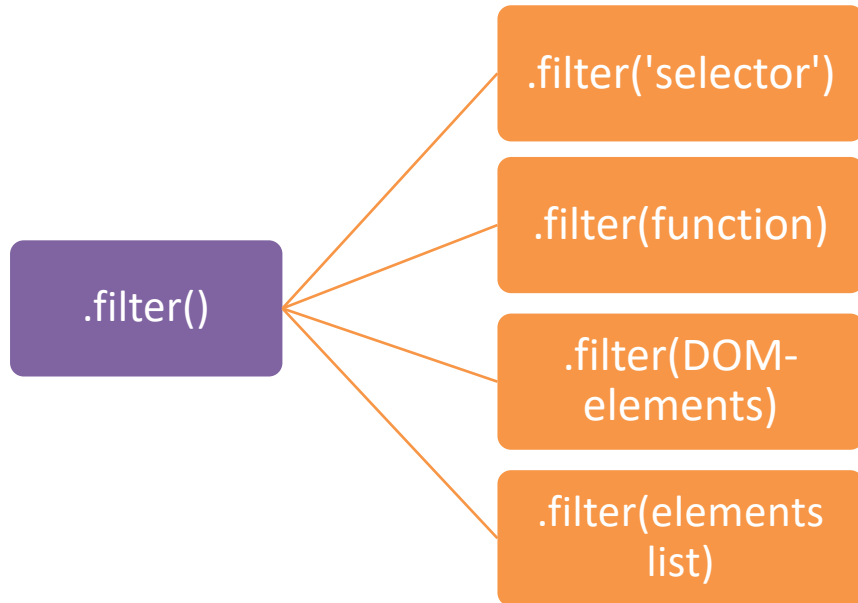 .filter('selector')
.filter(function)
.filter()
.filter(DOM-
elements)
.filter(elements
list)